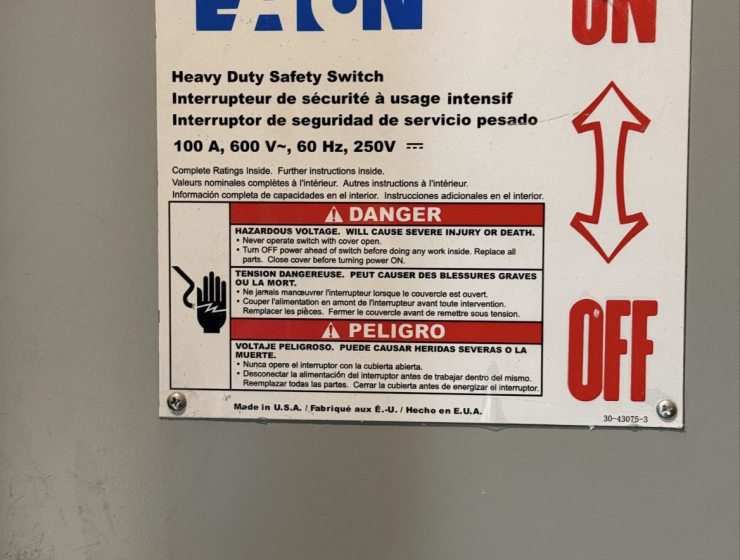 EATON
ON
Heavy Duty Safety Switch
Interrupteur de sécurité à usage intensif
Interruptor de seguridad de servicio pesado
100 A, 600 V~, 60 Hz, 250V ⎓
Complete Ratings Inside. Further instructions inside.
Valeurs nominales complètes à l'intérieur. Autres instructions à l'intérieur.
Información completa de capacidades en el interior. Instrucciones adicionales en el interior.
⚠ DANGER
HAZARDOUS VOLTAGE. WILL CAUSE SEVERE INJURY OR DEATH.
• Never operate switch with cover open.
• Turn OFF power ahead of switch before doing any work inside. Replace all
parts. Close cover before turning power ON.
TENSION DANGEREUSE. PEUT CAUSER DES BLESSURES GRAVES
OU LA MORT.
• Ne jamais manœuvrer l'interrupteur lorsque le couvercle est ouvert.
• Couper l'alimentation en amont de l'interrupteur avant toute intervention.
Remplacer les pièces. Fermer le couvercle avant de remettre sous tension.
⚠ PELIGRO
VOLTAJE PELIGROSO. PUEDE CAUSAR HERIDAS SEVERAS O LA
MUERTE.
• Nunca opere el interruptor con la cubierta abierta.
• Desconectar la alimentación del interruptor antes de trabajar dentro del mismo.
Reemplazar todas las partes. Cerrar la cubierta antes de energizar el interruptor.
OFF
Made in U.S.A. / Fabriqué aux É.-U. / Hecho en E.U.A.
30-43075-3